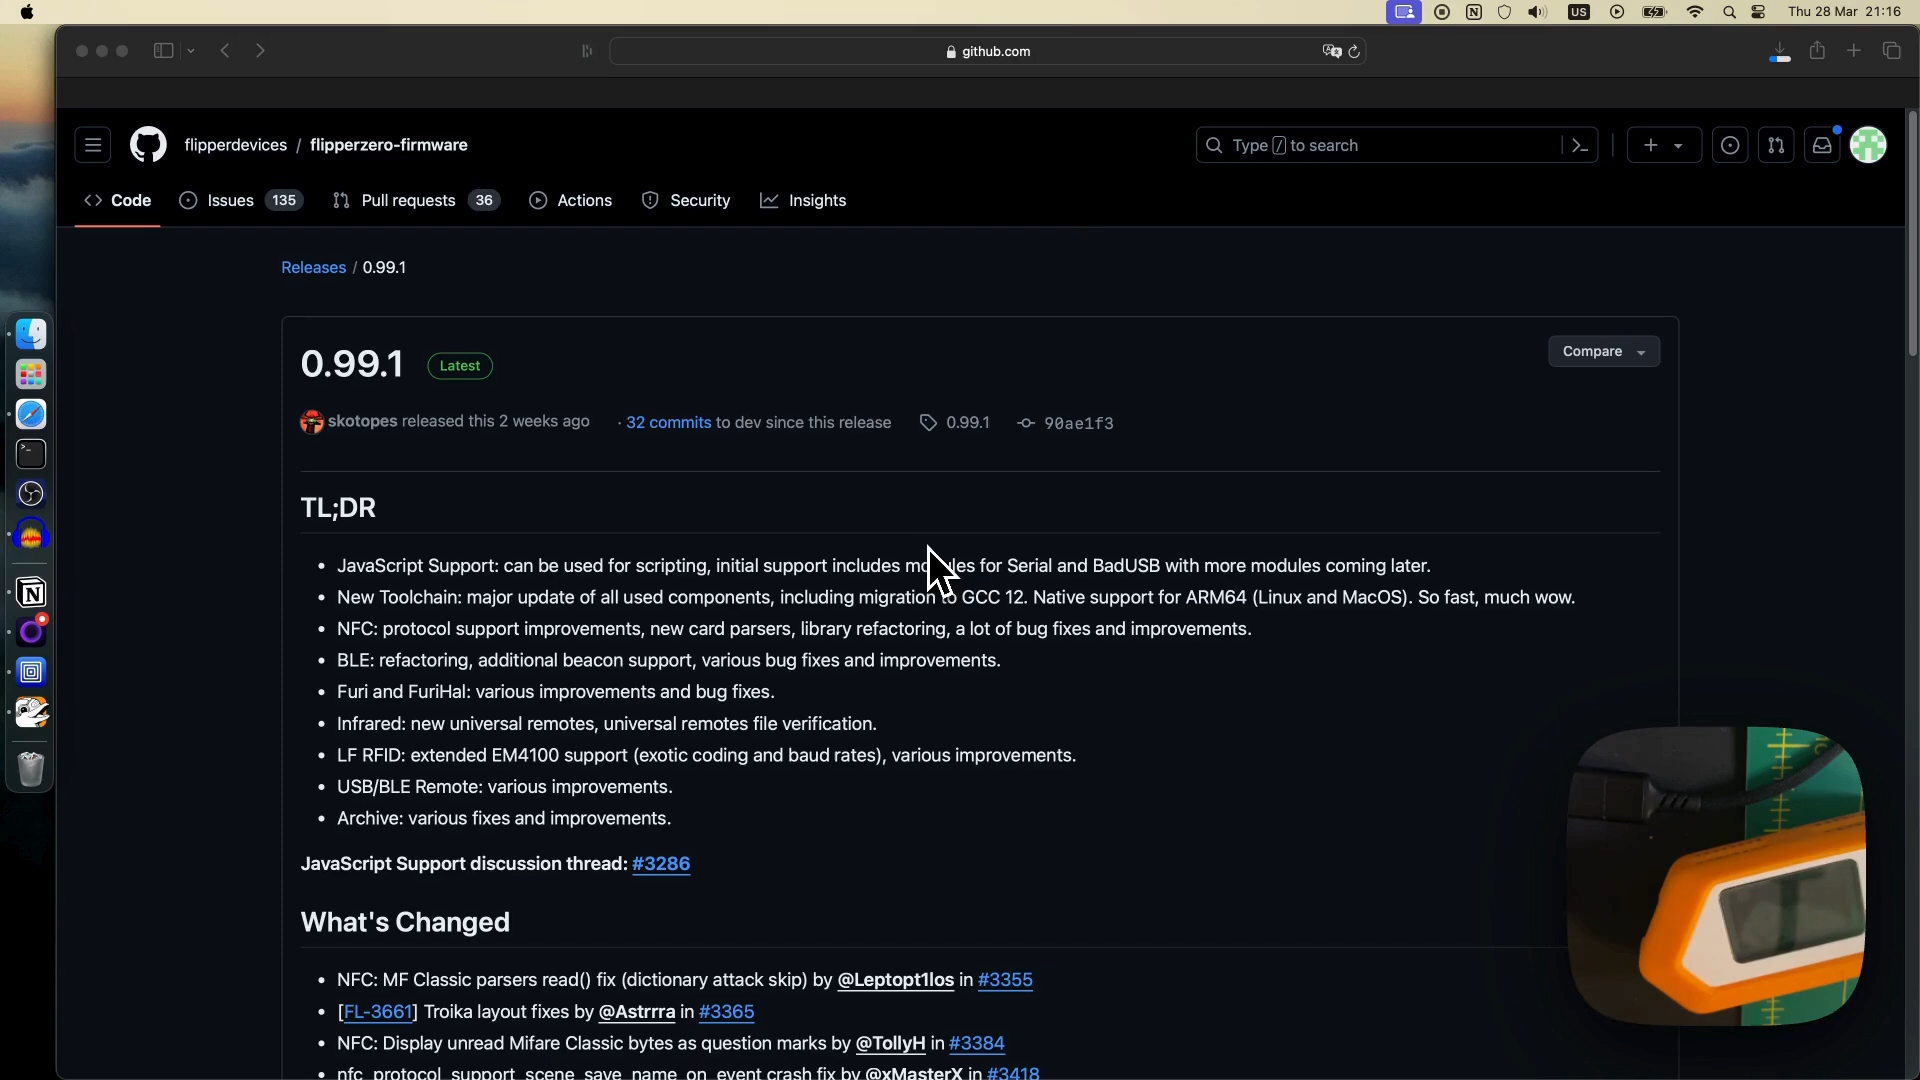 US
Thu 28 Mar 21:16
github.com
flipperdevices / flipperzero-firmware
Type / to search
Code
Issues 135
Pull requests 36
Actions
Security
Insights
Releases / 0.99.1
0.99.1 Latest
Compare
skotopes released this 2 weeks ago · 32 commits to dev since this release 0.99.1 90ae1f3
TL;DR
• JavaScript Support: can be used for scripting, initial support includes modules for Serial and BadUSB with more modules coming later.
• New Toolchain: major update of all used components, including migration to GCC 12. Native support for ARM64 (Linux and MacOS). So fast, much wow.
• NFC: protocol support improvements, new card parsers, library refactoring, a lot of bug fixes and improvements.
• BLE: refactoring, additional beacon support, various bug fixes and improvements.
• Furi and FuriHal: various improvements and bug fixes.
• Infrared: new universal remotes, universal remotes file verification.
• LF RFID: extended EM4100 support (exotic coding and baud rates), various improvements.
• USB/BLE Remote: various improvements.
• Archive: various fixes and improvements.
JavaScript Support discussion thread: #3286
What's Changed
• NFC: MF Classic parsers read() fix (dictionary attack skip) by @Leptopt1los in #3355
• [FL-3661] Troika layout fixes by @Astrrra in #3365
• NFC: Display unread Mifare Classic bytes as question marks by @TollyH in #3384
• nfc_protocol_support_scene_save_name_on_event crash fix by @xMasterX in #3418